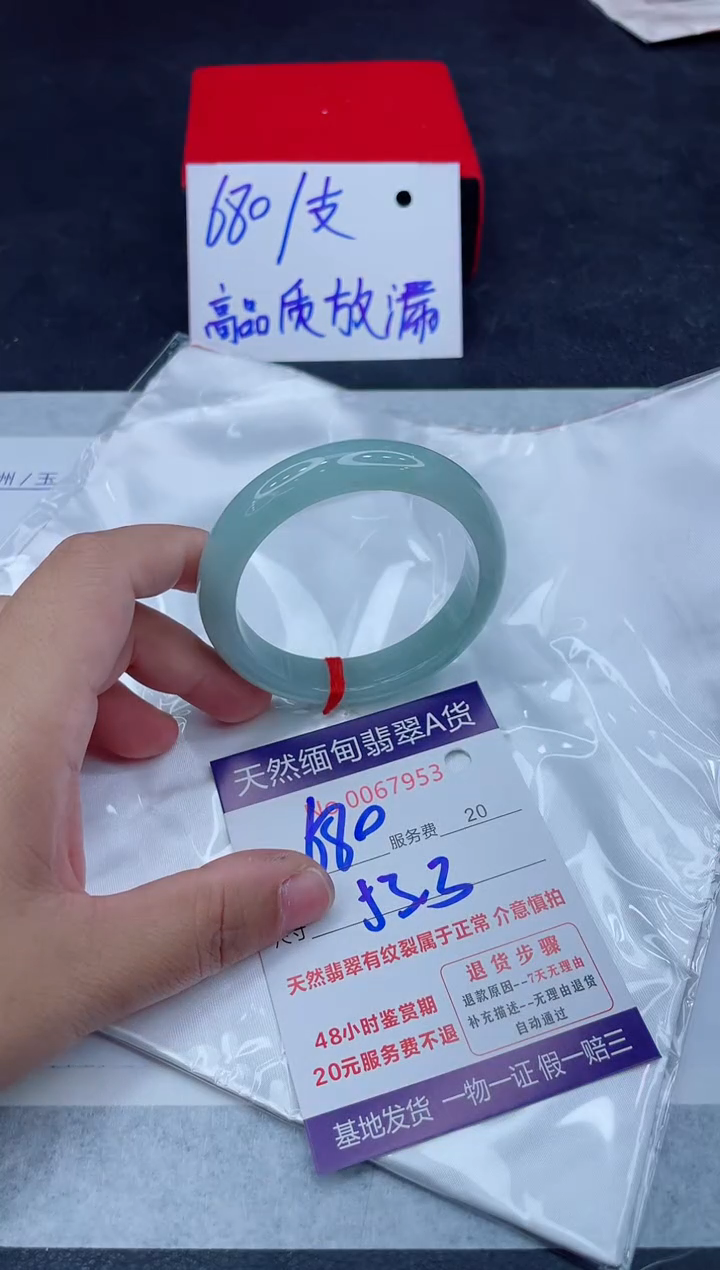 680/支
高品质放漏
州/玉
天然缅甸翡翠A货
No.0067953
680 服务费 20
尺寸 53.3
天然翡翠有纹裂属于正常 介意慎拍
48小时鉴赏期
20元服务费不退
退货步骤
退款原因--7天无理由
补充描述--无理由退货
自动通过
基地发货 一物一证 假一赔三